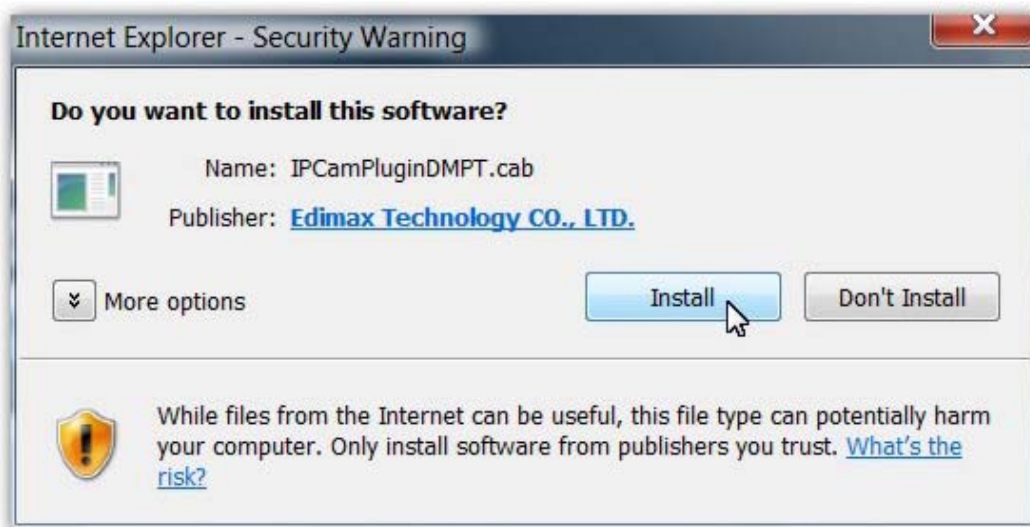 Internet Explorer - Security Warning
Do you want to install this software?
Name: IPCamPluginDMPT.cab
Publisher: Edimax Technology CO., LTD.
More options
Install
Don't Install
While files from the Internet can be useful, this file type can potentially harm
your computer. Only install software from publishers you trust. What's the
risk?